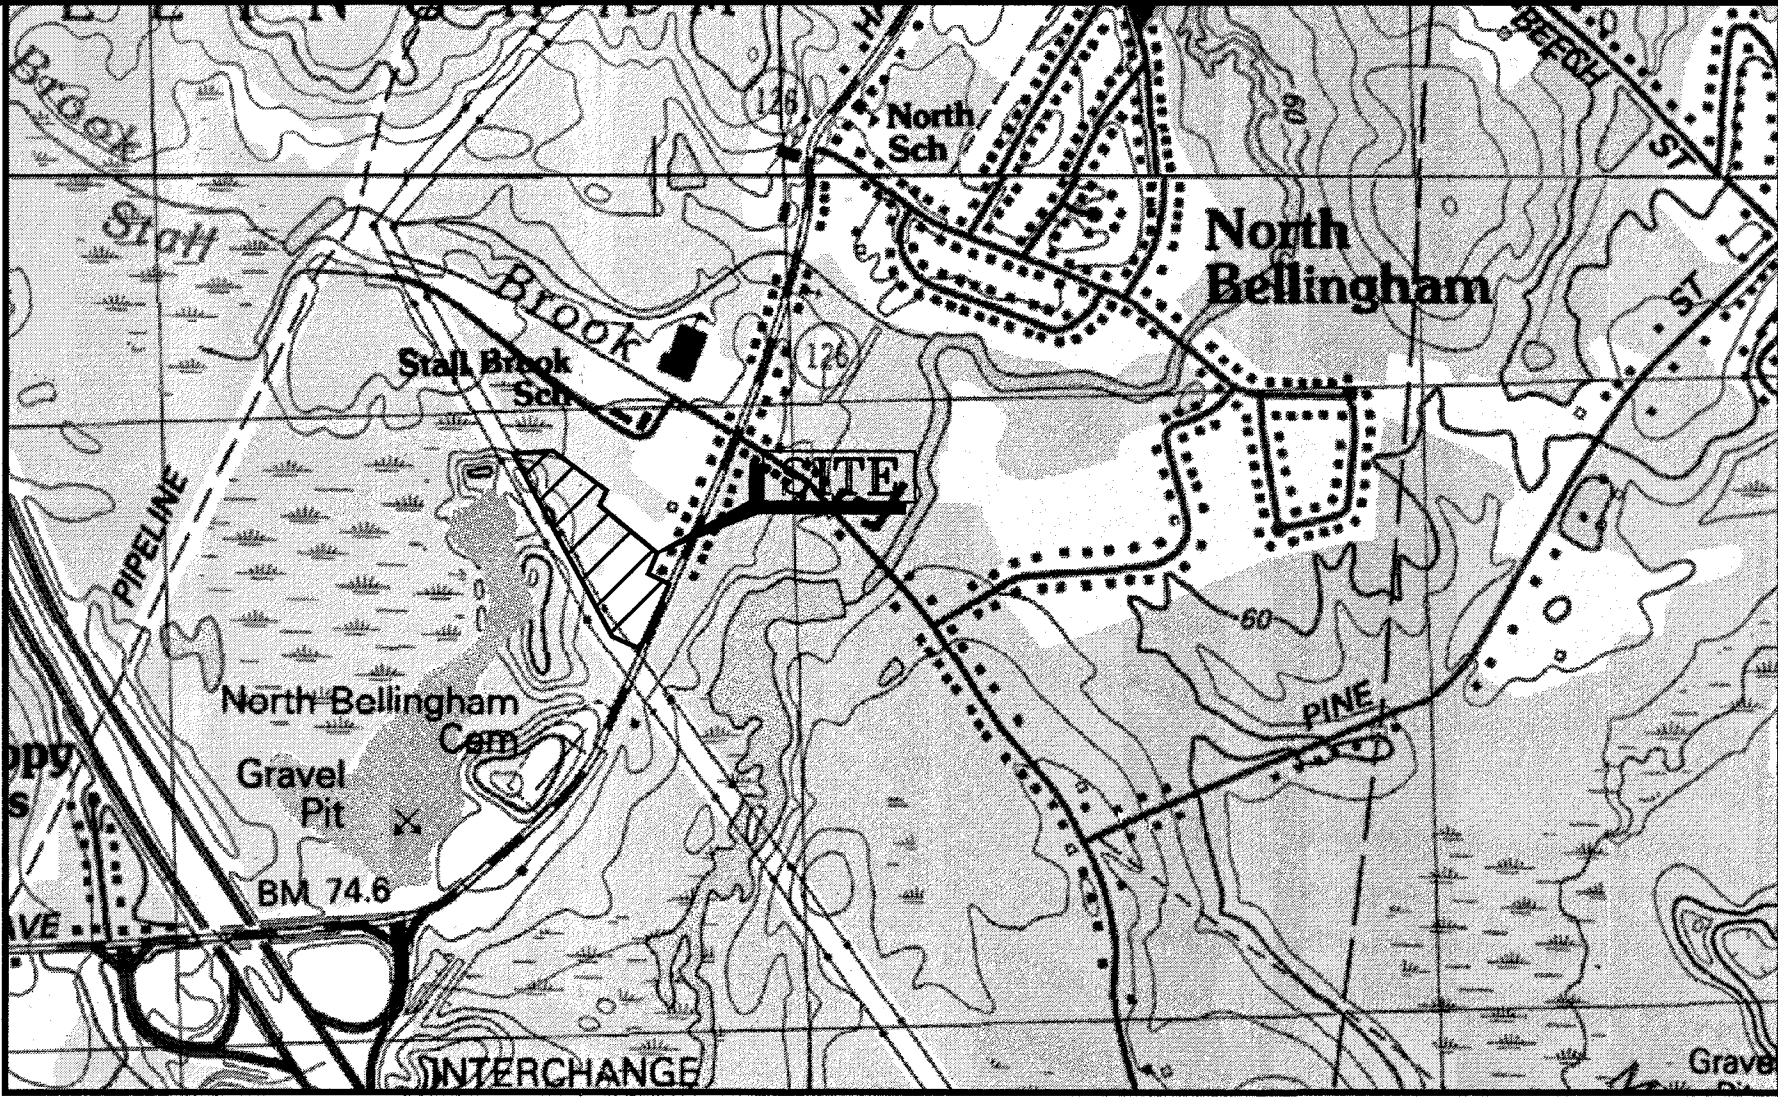 Brook
Stall
BEECH
ST
126
North
Sch
60
North
Bellingham
ST
Brook
126
Stall Brook
Sch
SITE
PIPELINE
60
North Bellingham
Cem
PINE
Gravel
Pit
BM 74.6
AVE
INTERCHANGE
Grave